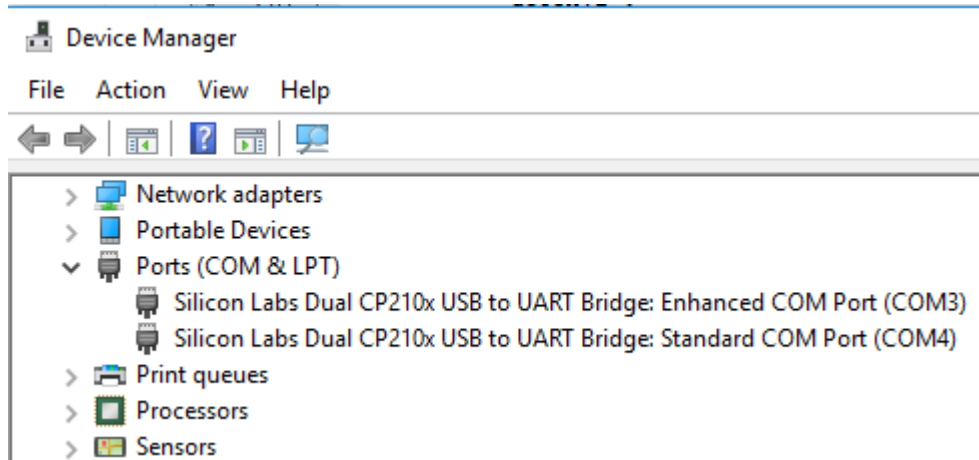 Device Manager
File Action View Help
Network adapters
Portable Devices
Ports (COM & LPT)
Silicon Labs Dual CP210x USB to UART Bridge: Enhanced COM Port (COM3)
Silicon Labs Dual CP210x USB to UART Bridge: Standard COM Port (COM4)
Print queues
Processors
Sensors